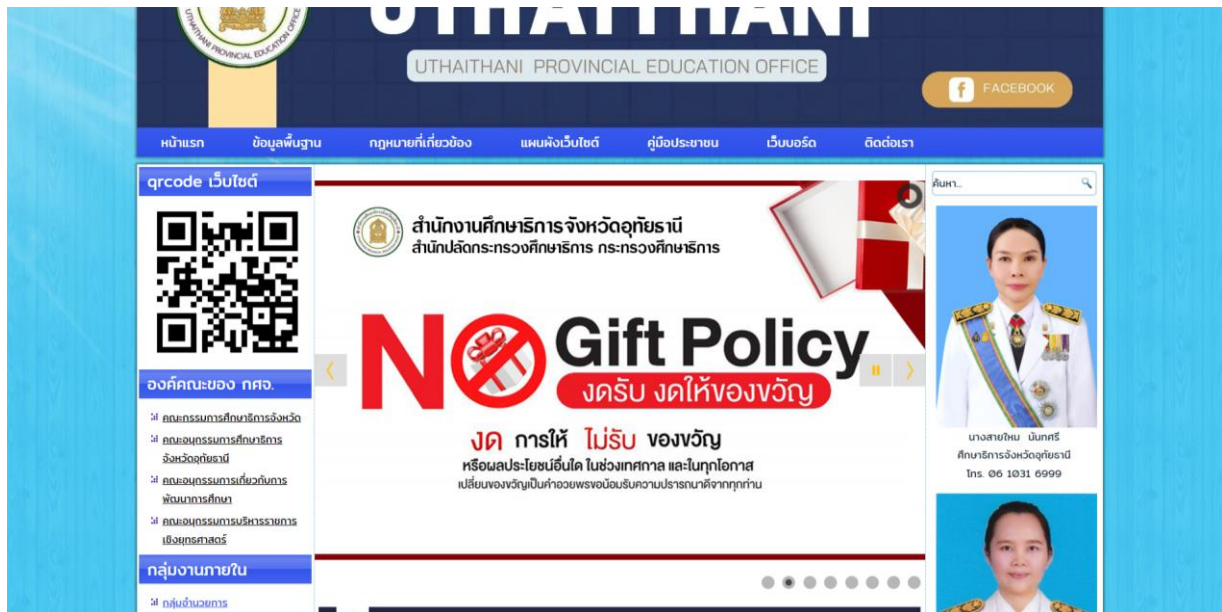 UTHAITHANI
UTHAITHANI PROVINCIAL EDUCATION OFFICE
UTHAITHANI PROVINCIAL EDUCATION OFFICE
FACEBOOK
หน้าแรก ข้อมูลพื้นฐาน กฎหมายที่เกี่ยวข้อง แผนผังเว็บไซต์ คู่มือประชาชน เว็บบอร์ด ติดต่อเรา
qrcode เว็บไซต์
องค์คณะของ กศจ.
คณะกรรมการศึกษาธิการจังหวัด
คณะอนุกรรมการศึกษาธิการ
จังหวัดอุทัยธานี
คณะอนุกรรมการเกี่ยวกับการ
พัฒนาการศึกษา
คณะอนุกรรมการบริหารราชการ
เชิงยุทธศาสตร์
กลุ่มงานภายใน
กลุ่มอำนวยการ
สำนักงานศึกษาธิการจังหวัดอุทัยธานี
สำนักปลัดกระทรวงศึกษาธิการ กระทรวงศึกษาธิการ
NO Gift Policy
งดรับ งดให้ของขวัญ
งด การให้ ไม่รับ ของขวัญ
หรือผลประโยชน์อื่นใด ในช่วงเทศกาล และในทุกโอกาส
เปลี่ยนของขวัญเป็นคำอวยพรขอน้อมรับความปรารถนาดีจากทุกท่าน
ค้นหา...
นางสายใหม นันทศรี
ศึกษาธิการจังหวัดอุทัยธานี
โทร. 06 1031 6999